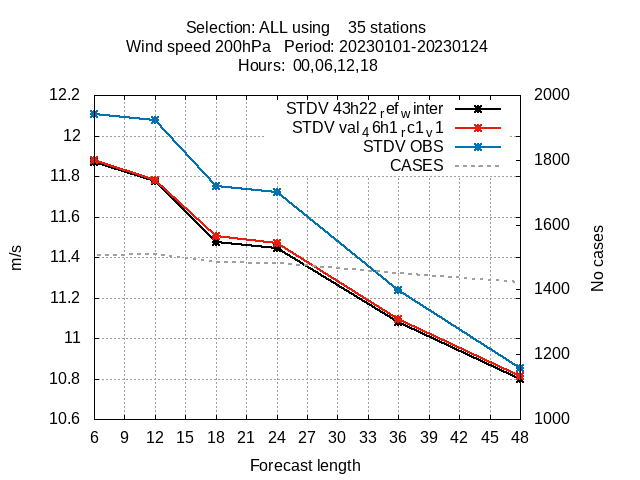 Selection: ALL using    35 stations
Wind speed 200hPa   Period: 20230101-20230124
Hours:  00,06,12,18
STDV 43h22ᵣef_winter
STDV val₄6h1ᵣc1ᵥ1
STDV OBS
CASES
12.2
12
11.8
11.6
11.4
11.2
11
10.8
10.6
m/s
2000
1800
1600
1400
1200
1000
No cases
6 9 12 15 18 21 24 27 30 33 36 39 42 45 48
Forecast length